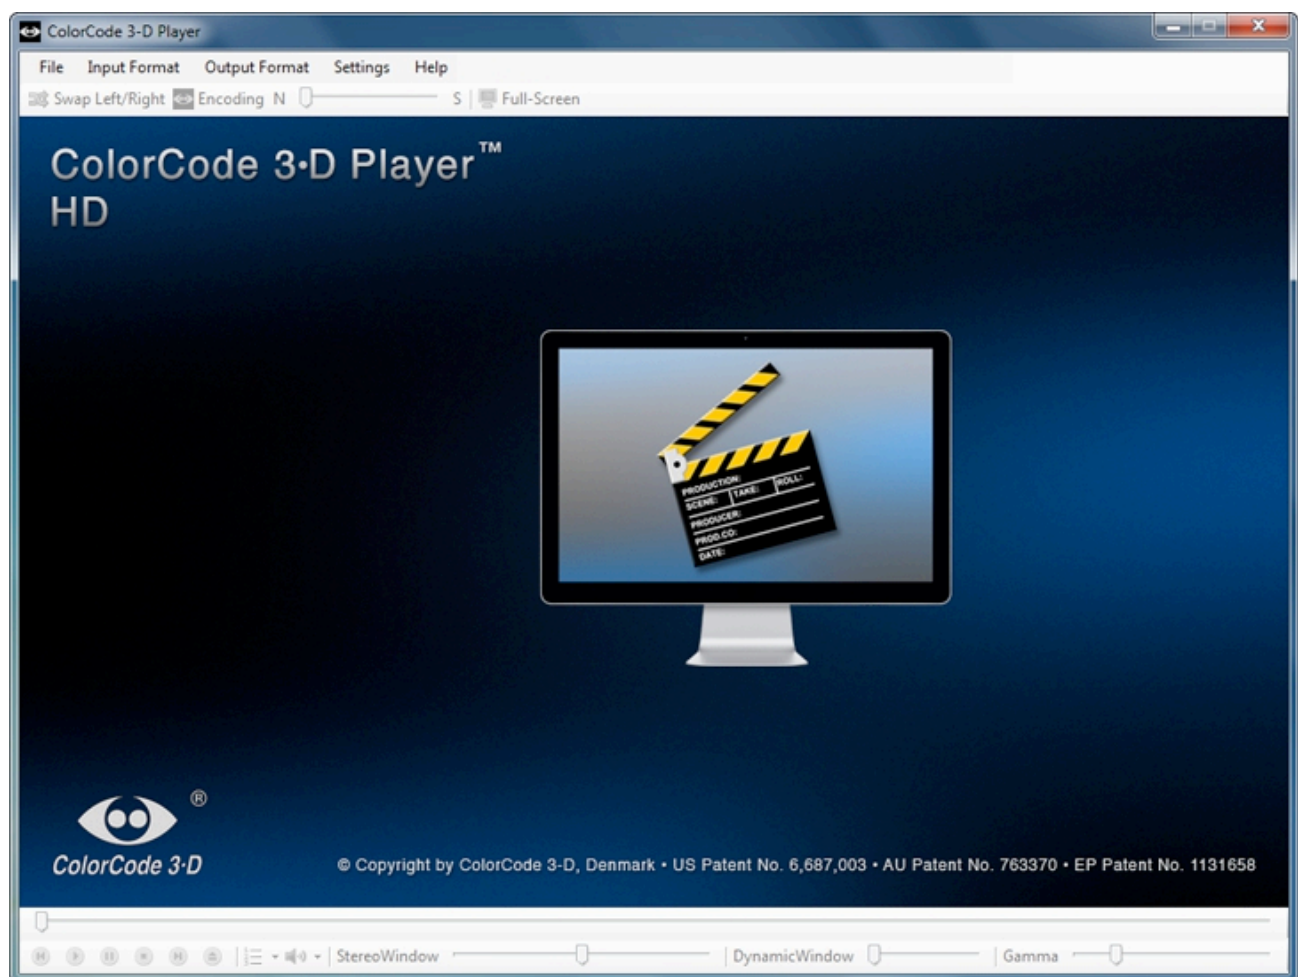 ColorCode 3-D Player
File Input Format Output Format Settings Help
Swap Left/Right Encoding N S Full-Screen
ColorCode 3•D Player™
HD
PRODUCTION:
SCENE: TAKE: ROLL:
PRODUCER:
PROD.CO:
DATE:
®
ColorCode 3·D
© Copyright by ColorCode 3-D, Denmark • US Patent No. 6,687,003 • AU Patent No. 763370 • EP Patent No. 1131658
StereoWindow DynamicWindow Gamma